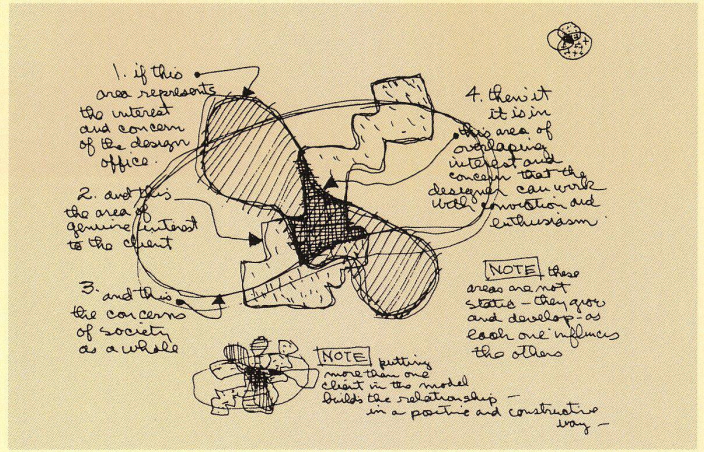 1. if this
area represents
the interest
and concern
of the design
office.
2. and this
the area of
genuine interest
to the client
3. and this
the concerns
of society
as a whole
4. then it
it is in
this area of
overlaping
interest and
concern that the
designer can work
with conviction and
enthusiasm
NOTE these
areas are not
static – they grow
and develop – as
each one influences
the others
NOTE putting
more than one
client in the model
builds the relationship –
in a positive and constructive
way –